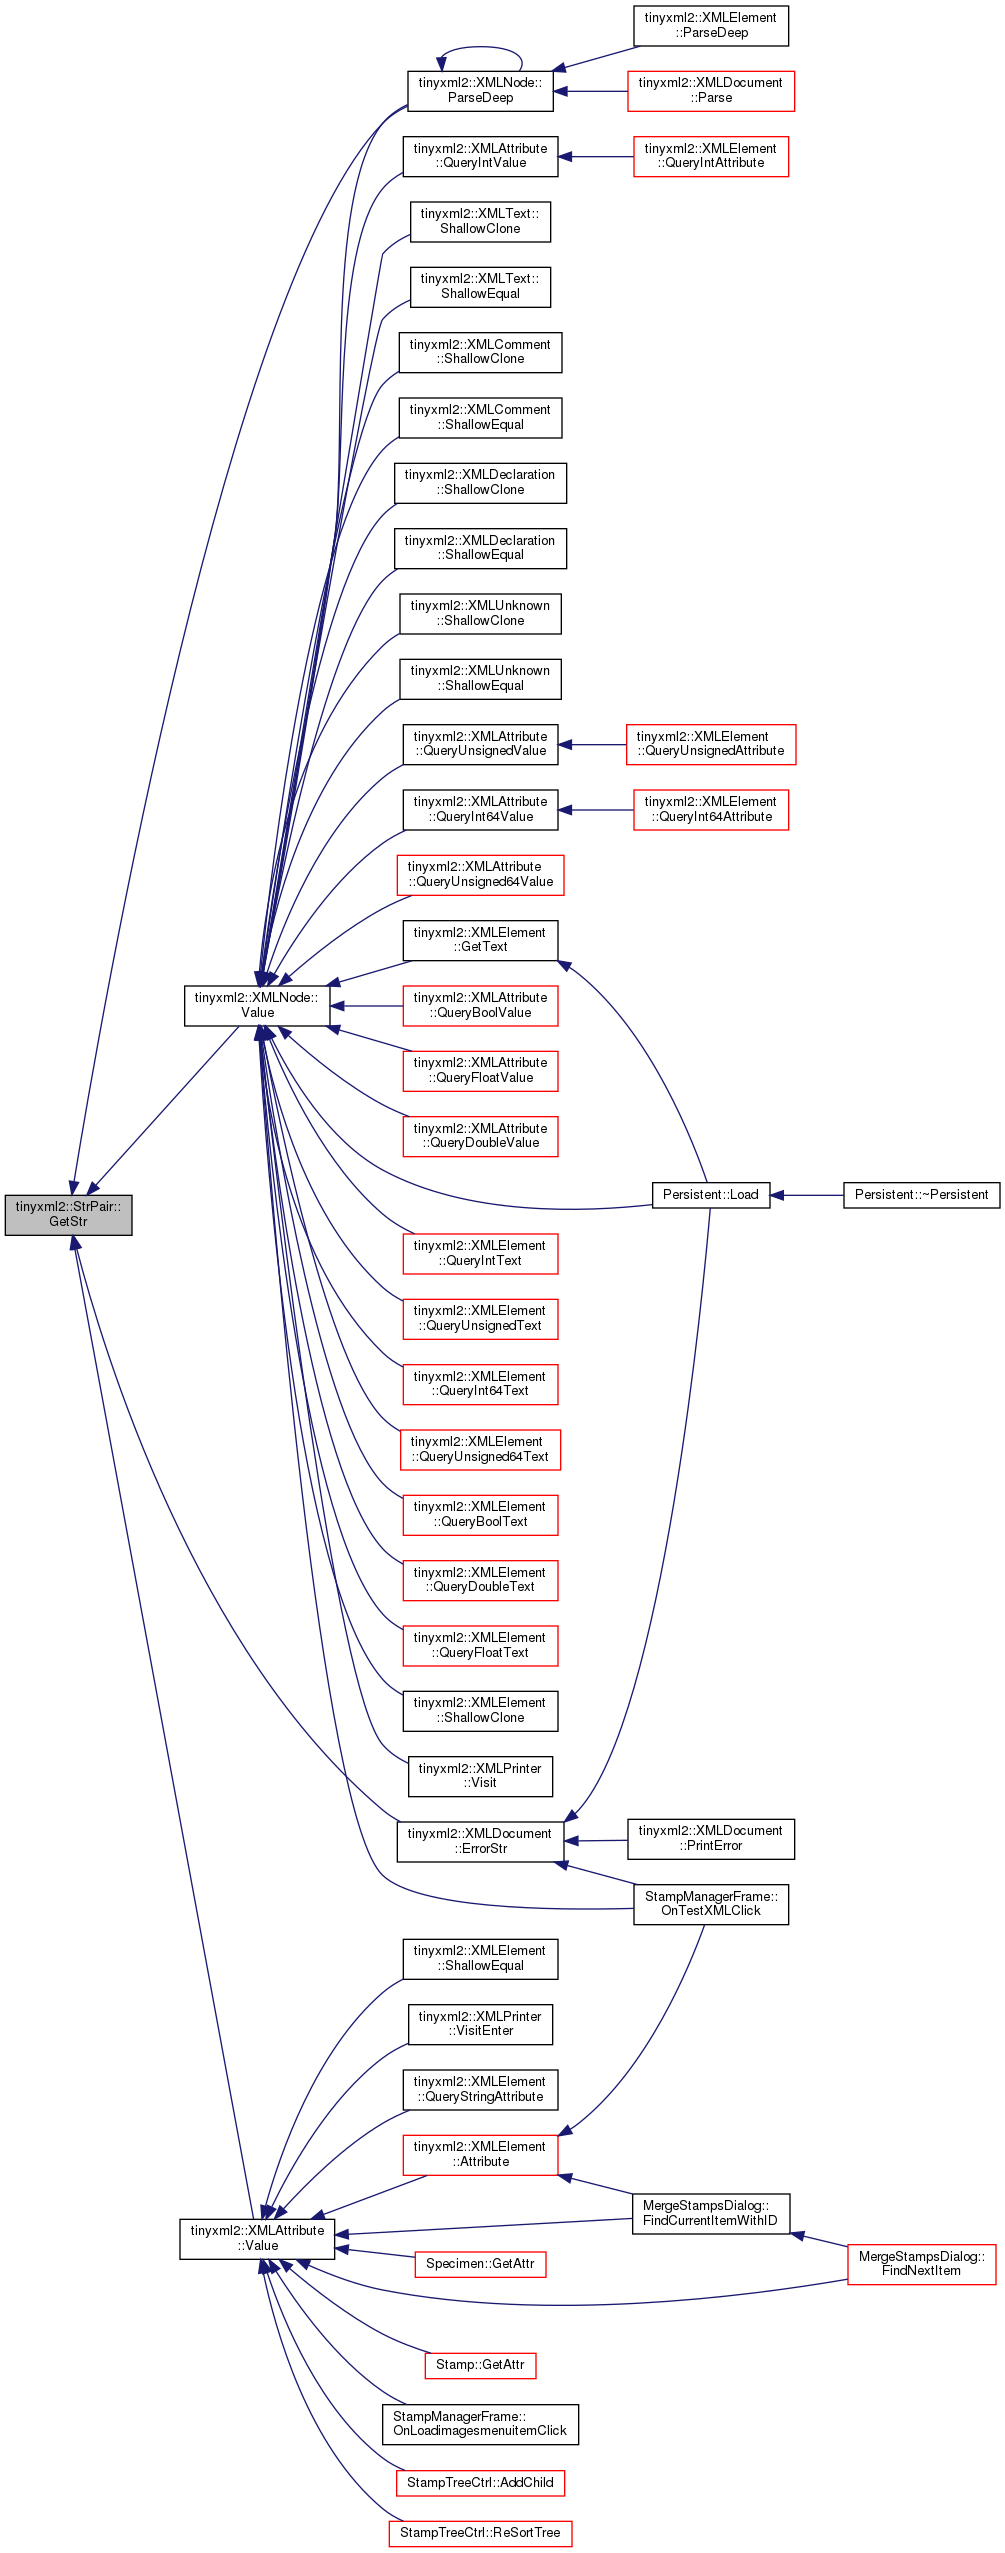 tinyxml2::XMLElement
::ParseDeep
tinyxml2::XMLNode::
ParseDeep
tinyxml2::XMLDocument
::Parse
tinyxml2::XMLAttribute
::QueryIntValue
tinyxml2::XMLElement
::QueryIntAttribute
tinyxml2::XMLText::
ShallowClone
tinyxml2::XMLText::
ShallowEqual
tinyxml2::XMLComment
::ShallowClone
tinyxml2::XMLComment
::ShallowEqual
tinyxml2::XMLDeclaration
::ShallowClone
tinyxml2::XMLDeclaration
::ShallowEqual
tinyxml2::XMLUnknown
::ShallowClone
tinyxml2::XMLUnknown
::ShallowEqual
tinyxml2::XMLAttribute
::QueryUnsignedValue
tinyxml2::XMLElement
::QueryUnsignedAttribute
tinyxml2::XMLAttribute
::QueryInt64Value
tinyxml2::XMLElement
::QueryInt64Attribute
tinyxml2::XMLAttribute
::QueryUnsigned64Value
tinyxml2::XMLElement
::GetText
tinyxml2::XMLNode::
Value
tinyxml2::XMLAttribute
::QueryBoolValue
tinyxml2::XMLAttribute
::QueryFloatValue
tinyxml2::XMLAttribute
::QueryDoubleValue
tinyxml2::StrPair::
GetStr
Persistent::Load
Persistent::~Persistent
tinyxml2::XMLElement
::QueryIntText
tinyxml2::XMLElement
::QueryUnsignedText
tinyxml2::XMLElement
::QueryInt64Text
tinyxml2::XMLElement
::QueryUnsigned64Text
tinyxml2::XMLElement
::QueryBoolText
tinyxml2::XMLElement
::QueryDoubleText
tinyxml2::XMLElement
::QueryFloatText
tinyxml2::XMLElement
::ShallowClone
tinyxml2::XMLPrinter
::Visit
tinyxml2::XMLDocument
::ErrorStr
tinyxml2::XMLDocument
::PrintError
StampManagerFrame::
OnTestXMLClick
tinyxml2::XMLElement
::ShallowEqual
tinyxml2::XMLPrinter
::VisitEnter
tinyxml2::XMLElement
::QueryStringAttribute
tinyxml2::XMLElement
::Attribute
MergeStampsDialog::
FindCurrentItemWithID
tinyxml2::XMLAttribute
::Value
Specimen::GetAttr
MergeStampsDialog::
FindNextItem
Stamp::GetAttr
StampManagerFrame::
OnLoadimagesmenuitemClick
StampTreeCtrl::AddChild
StampTreeCtrl::ReSortTree